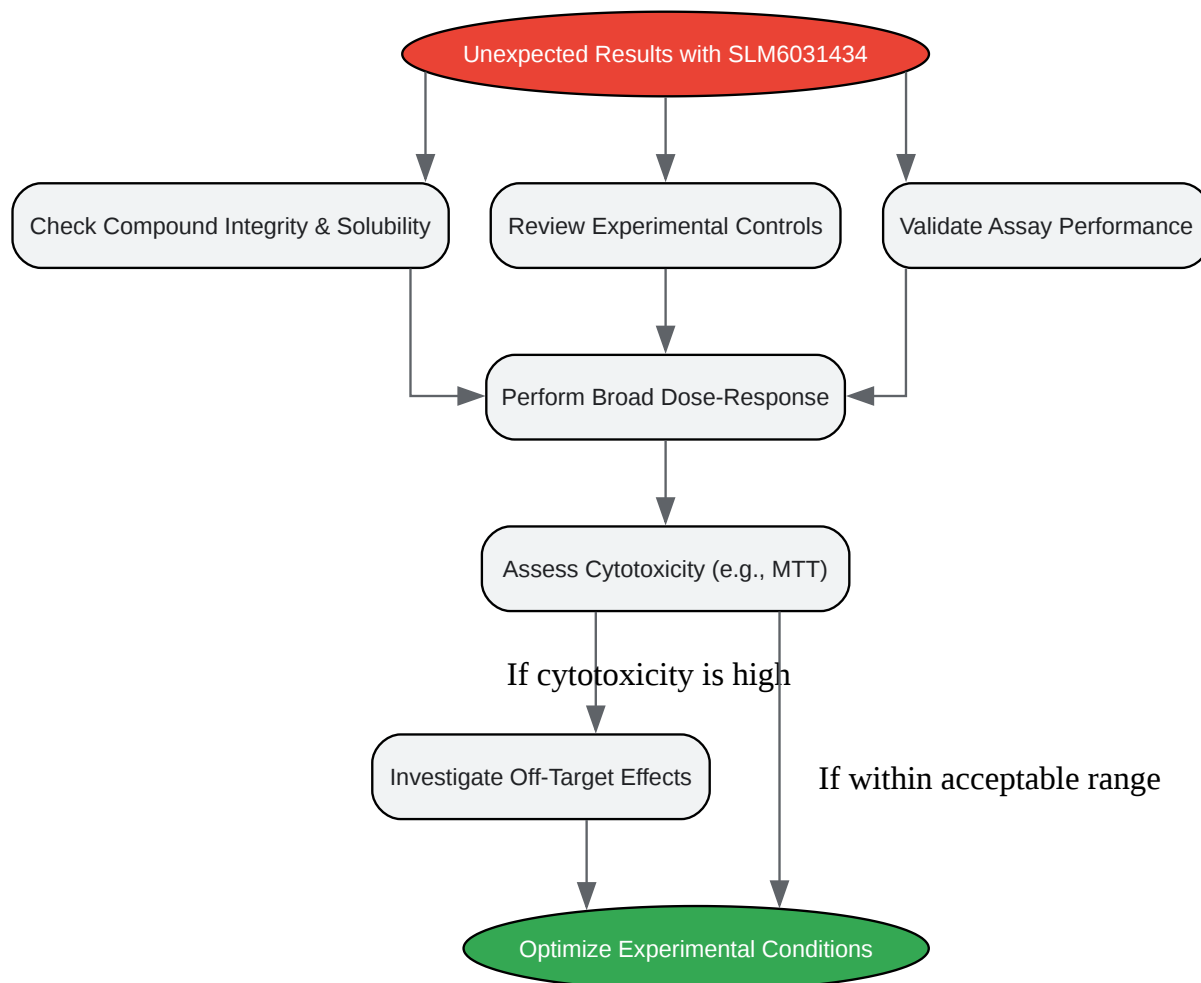 Unexpected Results with SLM6031434
Check Compound Integrity & Solubility
Review Experimental Controls
Validate Assay Performance
Perform Broad Dose-Response
Assess Cytotoxicity (e.g., MTT)
If cytotoxicity is high
Investigate Off-Target Effects
If within acceptable range
Optimize Experimental Conditions